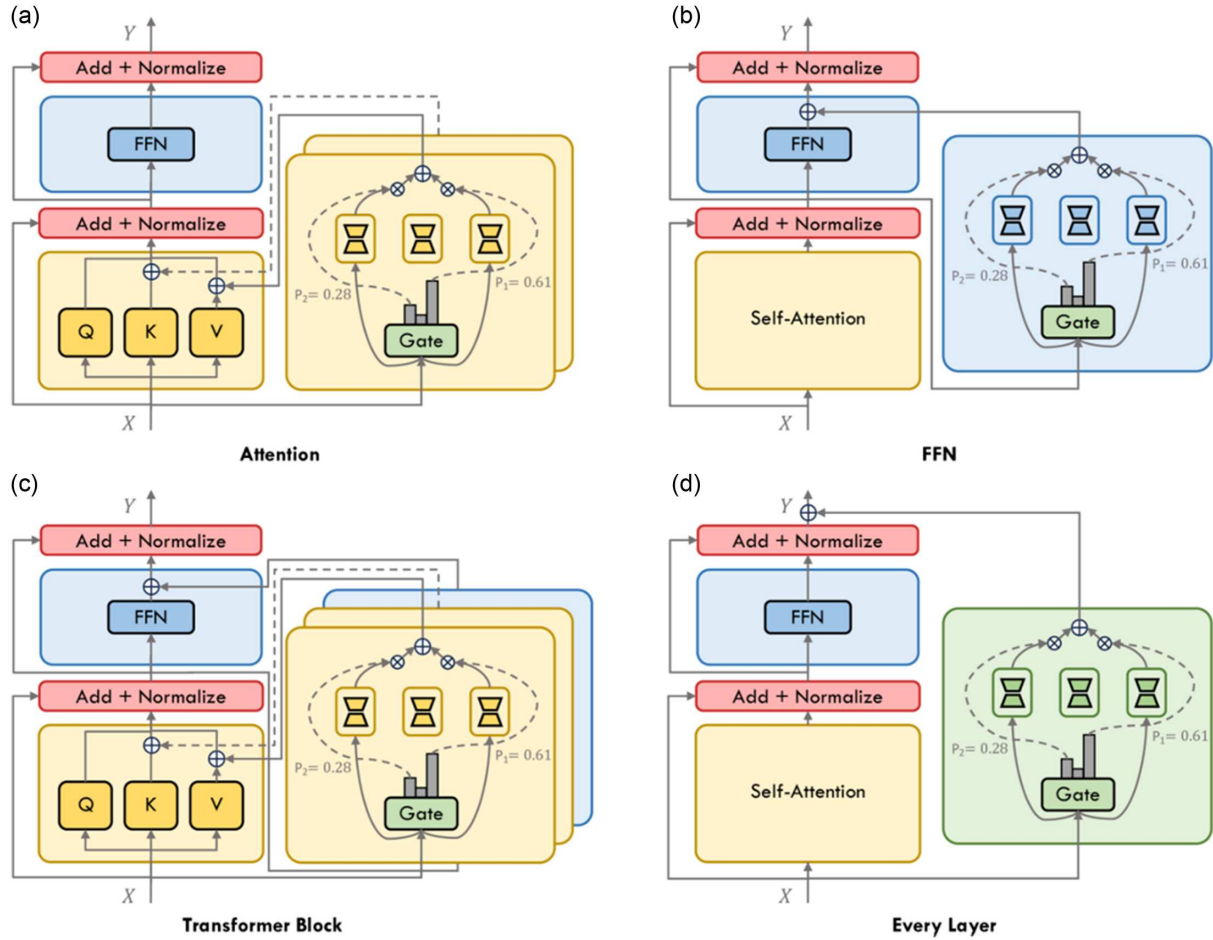 (a)
Y
Add + Normalize
FFN
Add + Normalize
Q
K
V
X
P₂= 0.28
P₁= 0.61
Gate
Attention
(b)
Y
Add + Normalize
FFN
Add + Normalize
Self-Attention
X
P₂= 0.28
P₁= 0.61
Gate
FFN
(c)
Y
Add + Normalize
FFN
Add + Normalize
Q
K
V
X
P₂= 0.28
P₁= 0.61
Gate
Transformer Block
(d)
Y
Add + Normalize
FFN
Add + Normalize
Self-Attention
X
P₂= 0.28
P₁= 0.61
Gate
Every Layer